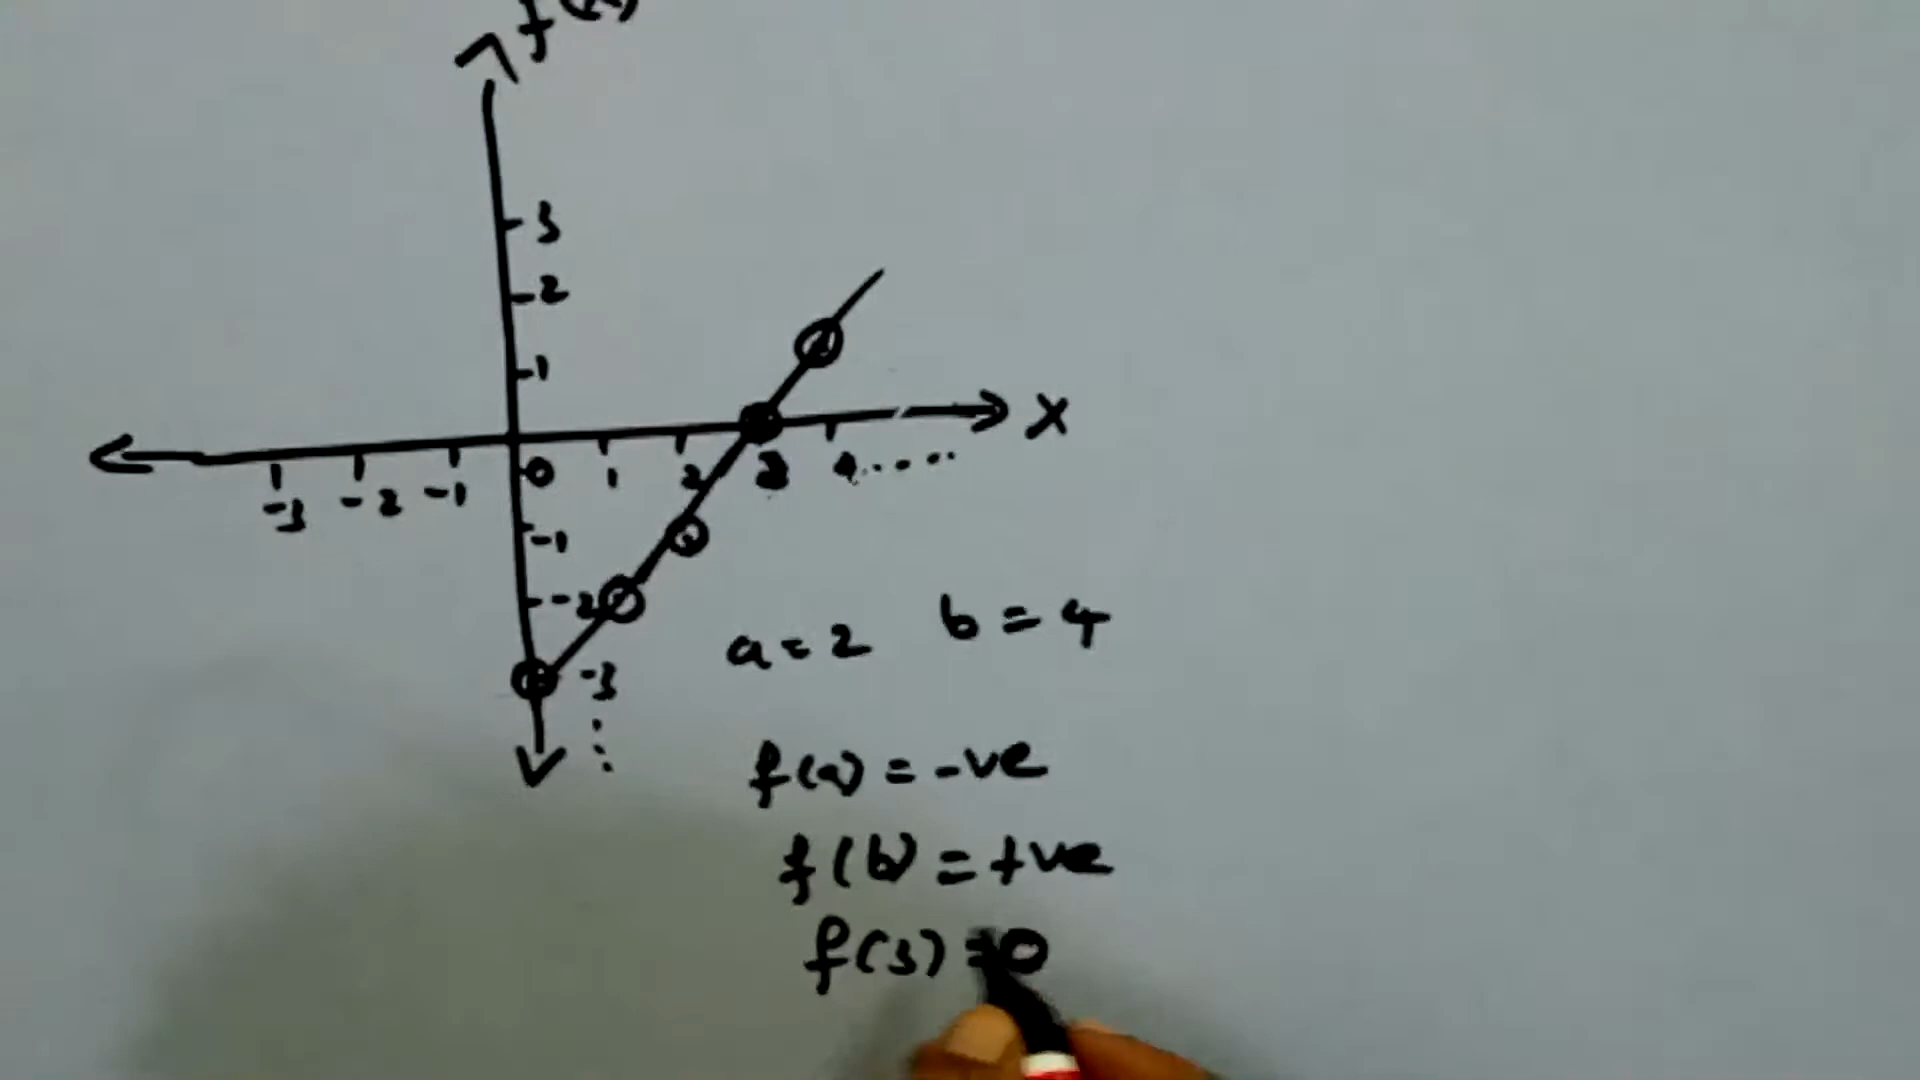 f(x)
3
2
1
X
-3 -2 -1 0 1 2 3 4....
-1
-2
-3
a = 2 b = 4
f(a) = -ve
f(b) = +ve
f(3) = 0